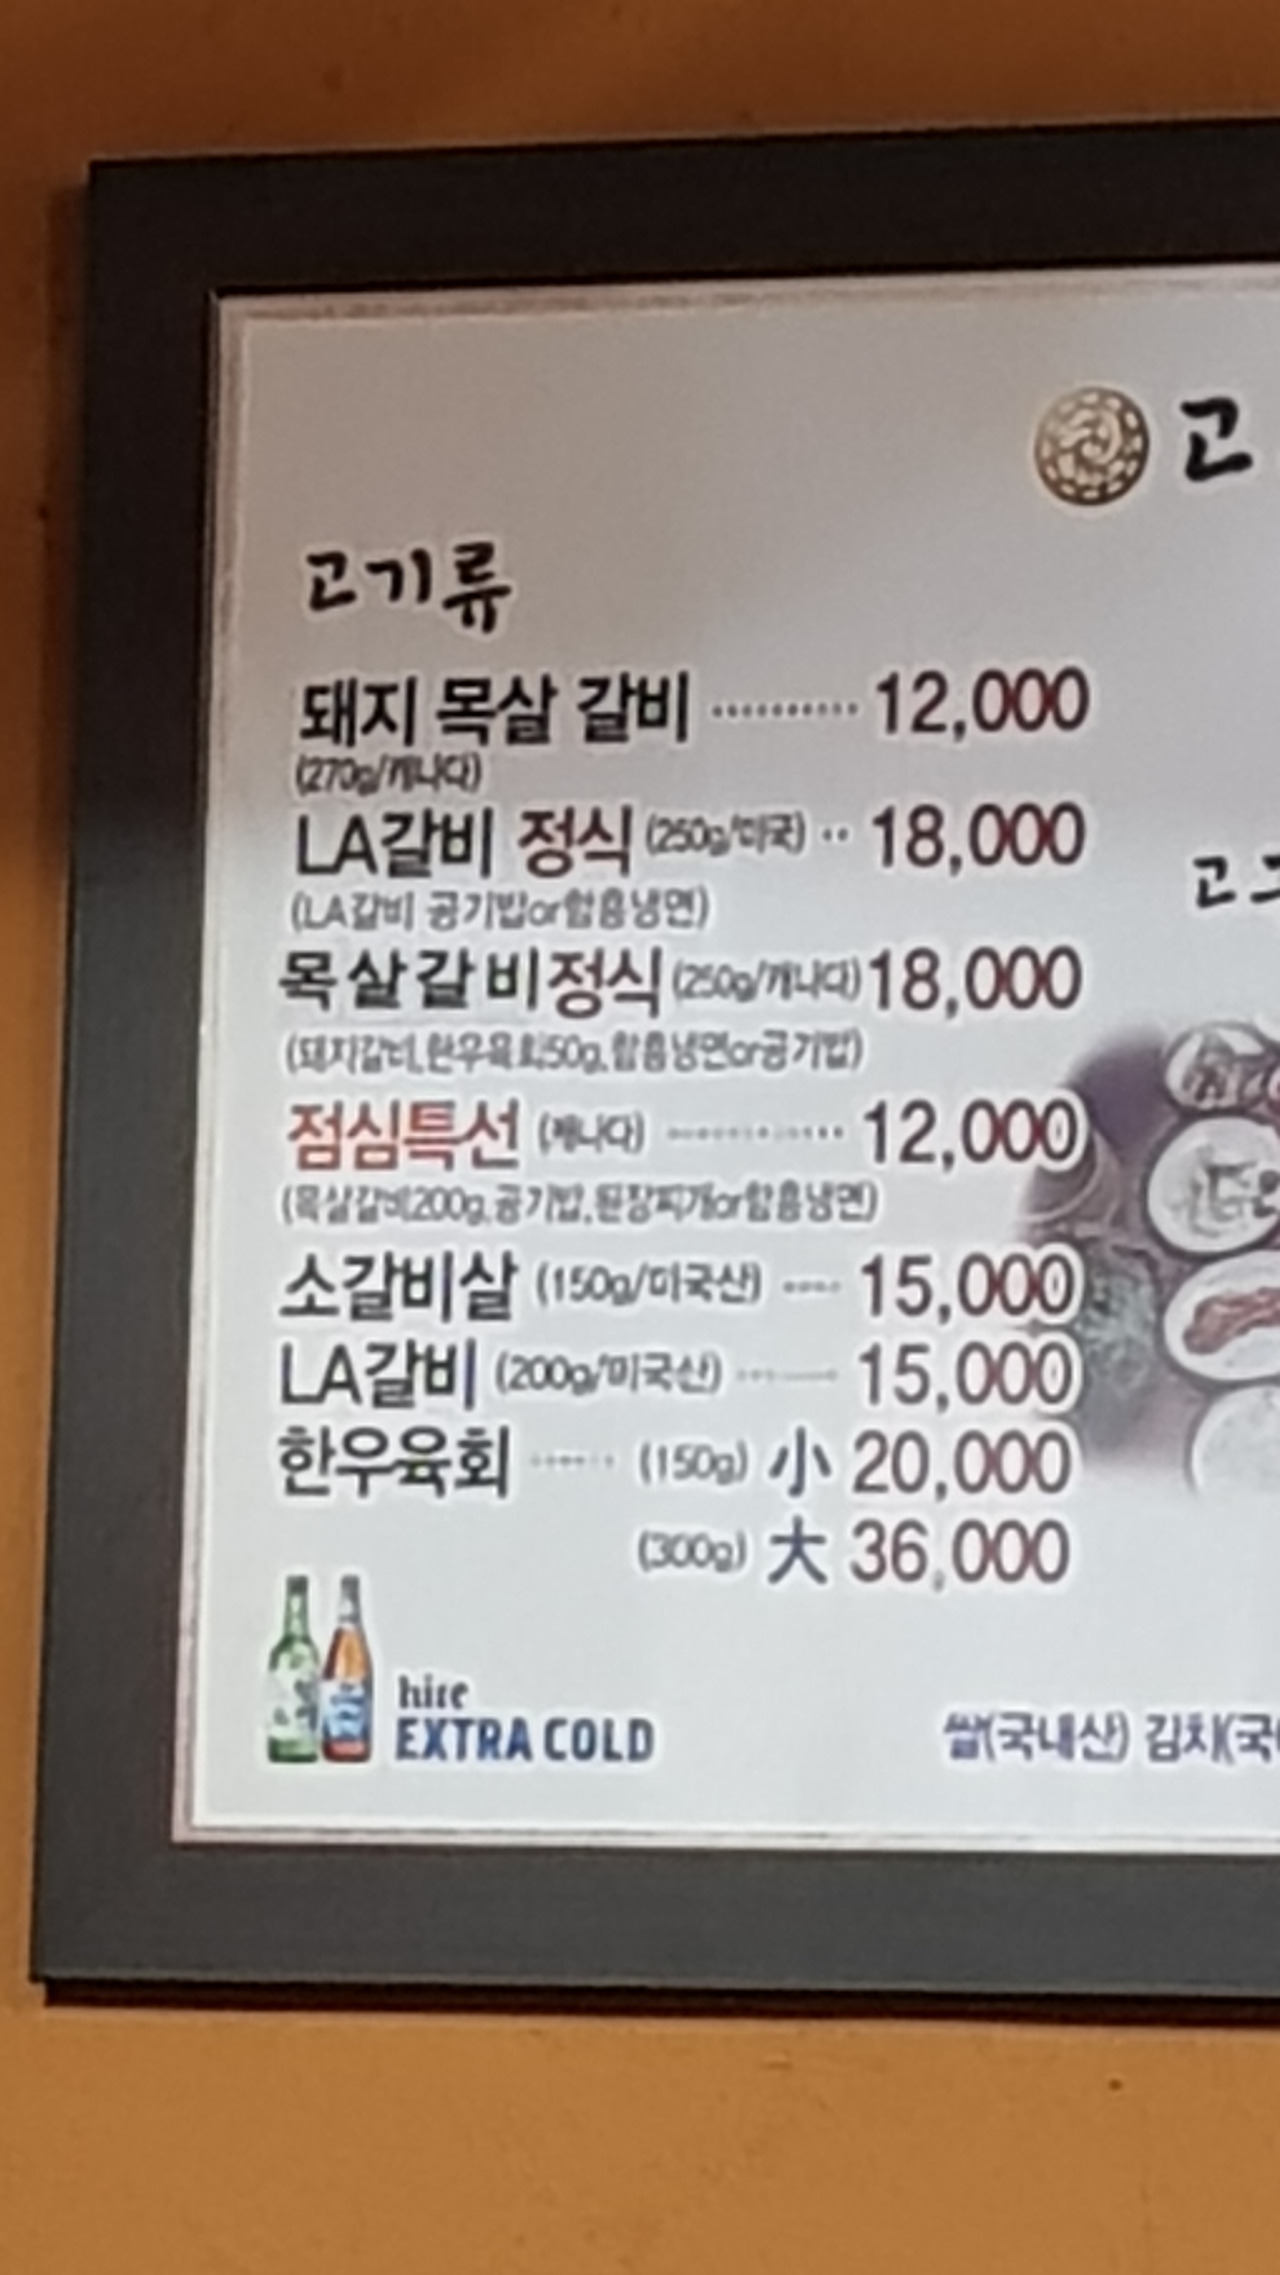 고
고기류
돼지 목살 갈비 ·········· 12,000
(270g/캐나다)
LA갈비 정식 (250g/미국) ·· 18,000
(LA갈비 공기밥or함흥냉면)
목살갈비정식 (250g/캐나다) 18,000
(돼지갈비,한우육회50g,함흥냉면or공기밥)
점심특선 (캐나다) ············ 12,000
(목살갈비200g,공기밥,된장찌개or함흥냉면)
소갈비살 (150g/미국산) ···· 15,000
LA갈비 (200g/미국산) ······ 15,000
한우육회 ······ (150g) 小 20,000
(300g) 大 36,000
hite
EXTRA COLD
쌀(국내산) 김치(국